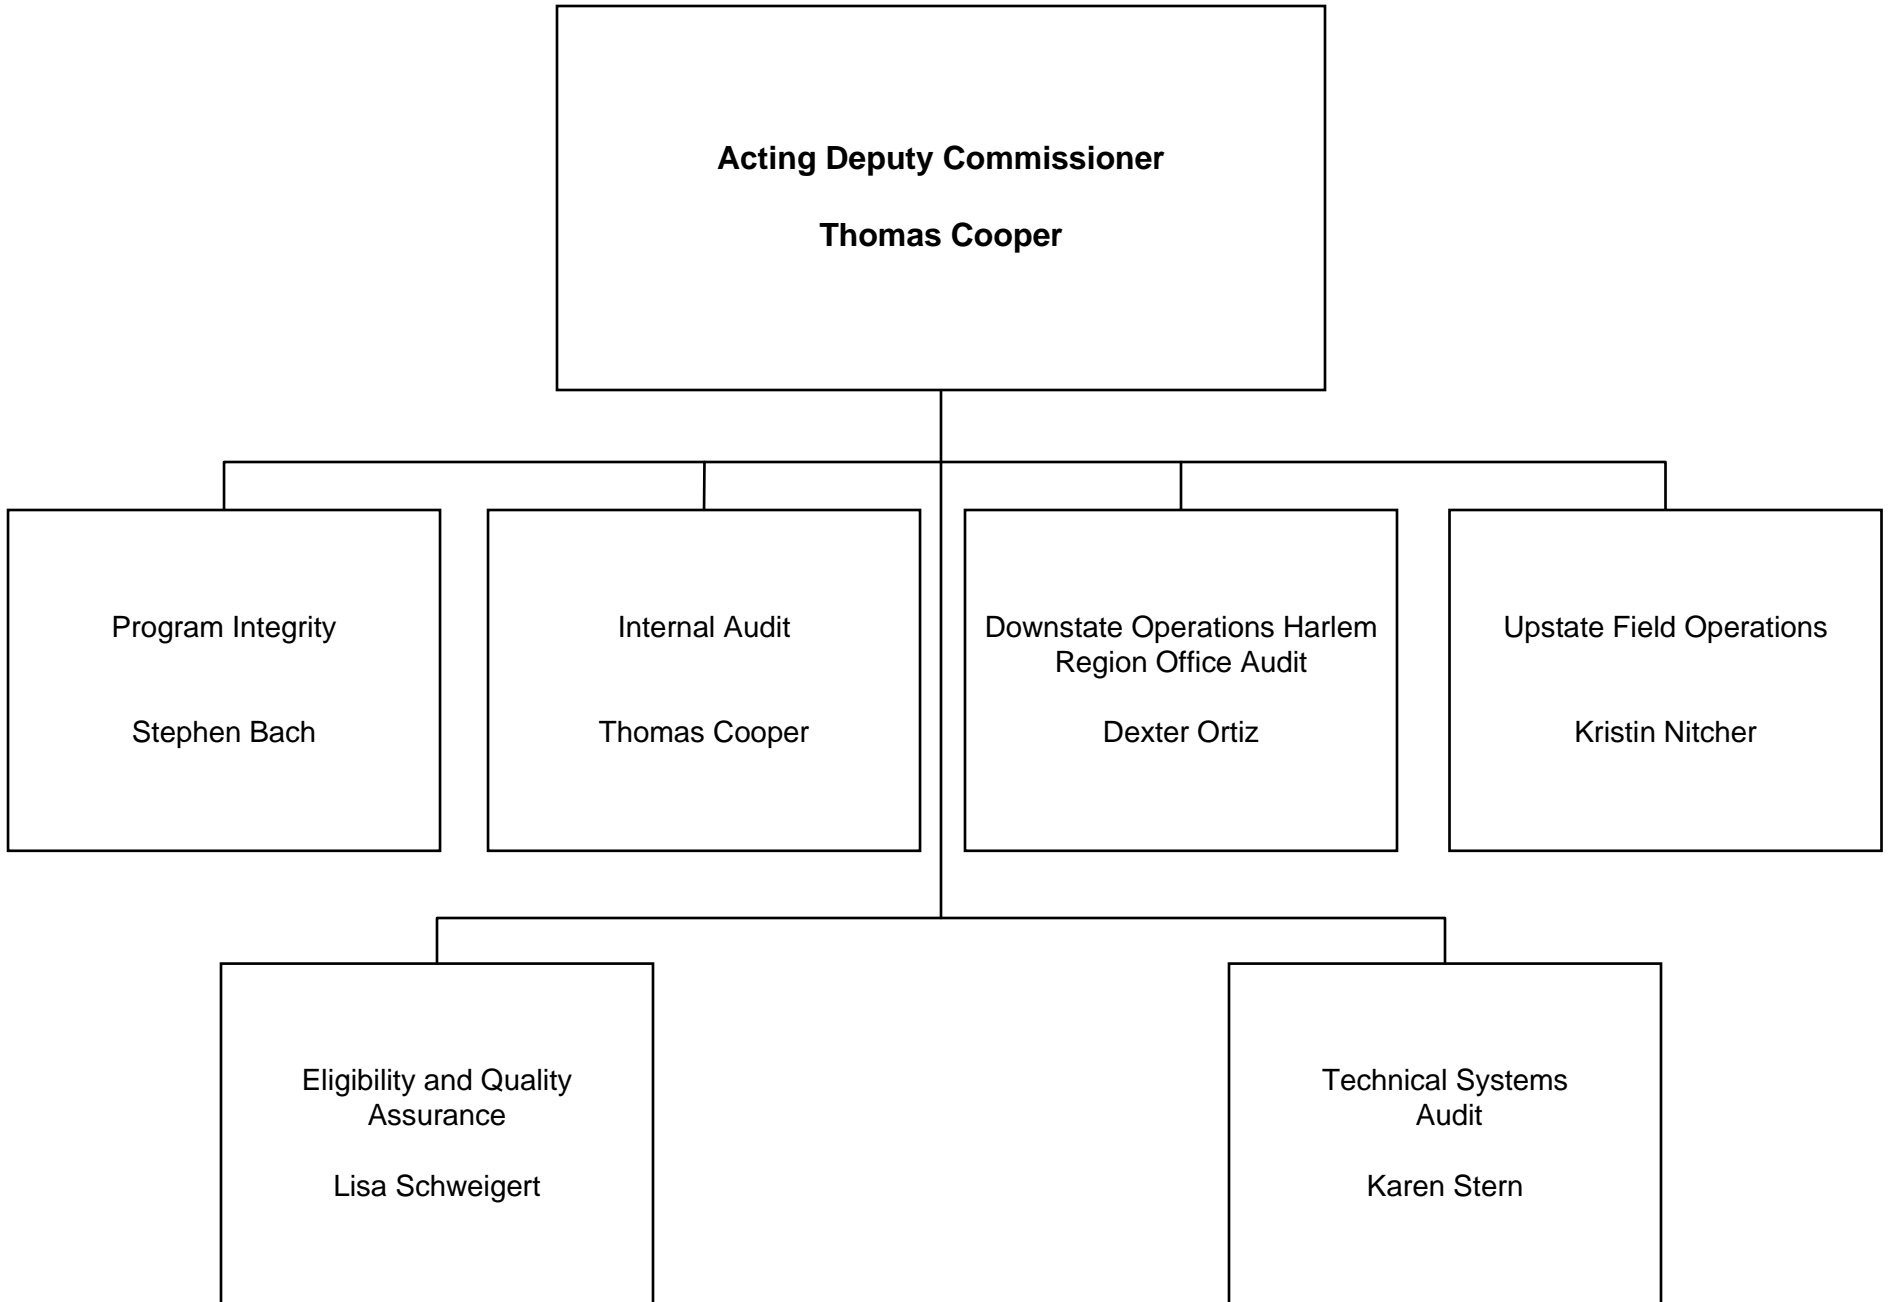 Acting Deputy Commissioner
Thomas Cooper
Program Integrity
Stephen Bach
Internal Audit
Thomas Cooper
Downstate Operations Harlem
Region Office Audit
Dexter Ortiz
Upstate Field Operations
Kristin Nitcher
Eligibility and Quality
Assurance
Lisa Schweigert
Technical Systems
Audit
Karen Stern